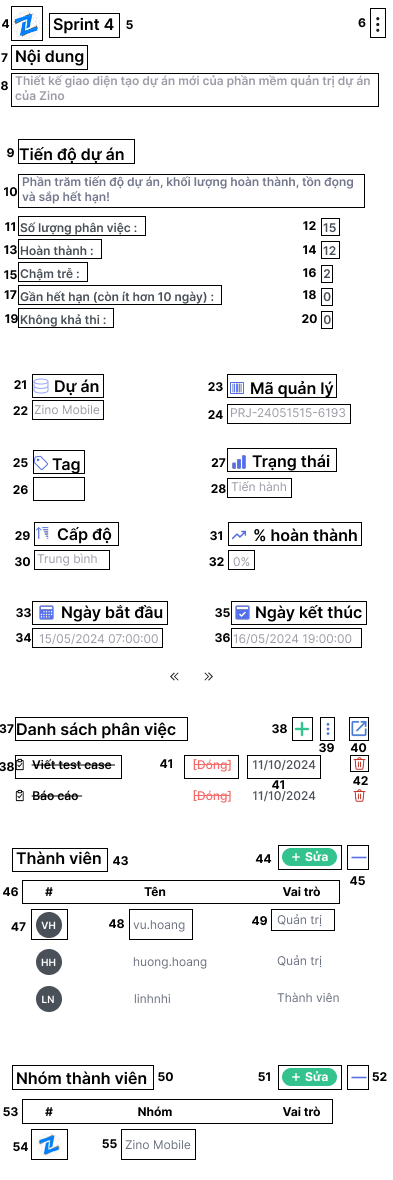 4 Sprint 4 5 6
7 Nội dung
8 Thiết kế giao diện tạo dự án mới của phần mềm quản trị dự án
của Zino
9 Tiến độ dự án
10 Phần trăm tiến độ dự án, khối lượng hoàn thành, tồn đọng
và sắp hết hạn!
11 Số lượng phân việc : 12 15
13 Hoàn thành : 14 12
15 Chậm trễ : 16 2
17 Gần hết hạn (còn ít hơn 10 ngày) : 18 0
19 Không khả thi : 20 0
21 Dự án 23 Mã quản lý
22 Zino Mobile 24 PRJ-24051515-6193
25 Tag 27 Trạng thái
26 28 Tiến hành
29 Cấp độ 31 % hoàn thành
30 Trung bình 32 0%
33 Ngày bắt đầu 35 Ngày kết thúc
34 15/05/2024 07:00:00 36 16/05/2024 19:00:00
« »
37 Danh sách phân việc 38 +
39 40
38 Viết test case 41 [Đóng] 11/10/2024
41 42
Báo cáo [Đóng] 11/10/2024
Thành viên 43 44 + Sửa
45
46 # Tên Vai trò
47 VH 48 vu.hoang 49 Quản trị
HH huong.hoang Quản trị
LN linhnhi Thành viên
Nhóm thành viên 50 51 + Sửa 52
53 # Nhóm Vai trò
54 55 Zino Mobile